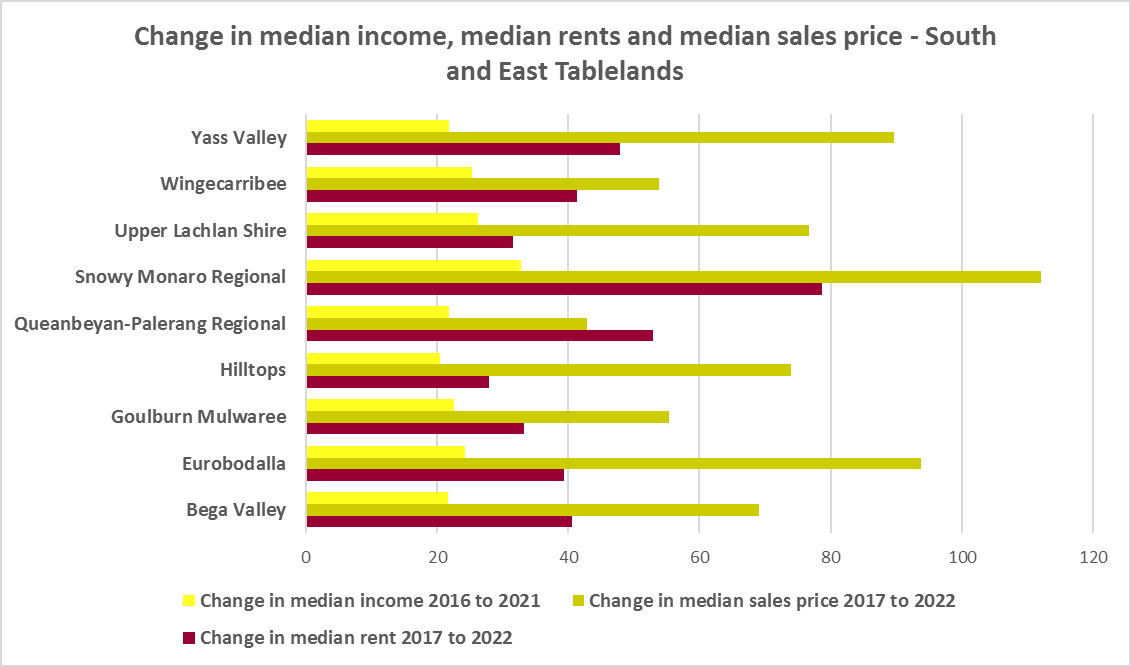 Change in median income, median rents and median sales price - South
and East Tablelands
Yass Valley
Wingecarribee
Upper Lachlan Shire
Snowy Monaro Regional
Queanbeyan-Palerang Regional
Hilltops
Goulburn Mulwaree
Eurobodalla
Bega Valley
0 20 40 60 80 100 120
Change in median income 2016 to 2021 Change in median sales price 2017 to 2022
Change in median rent 2017 to 2022